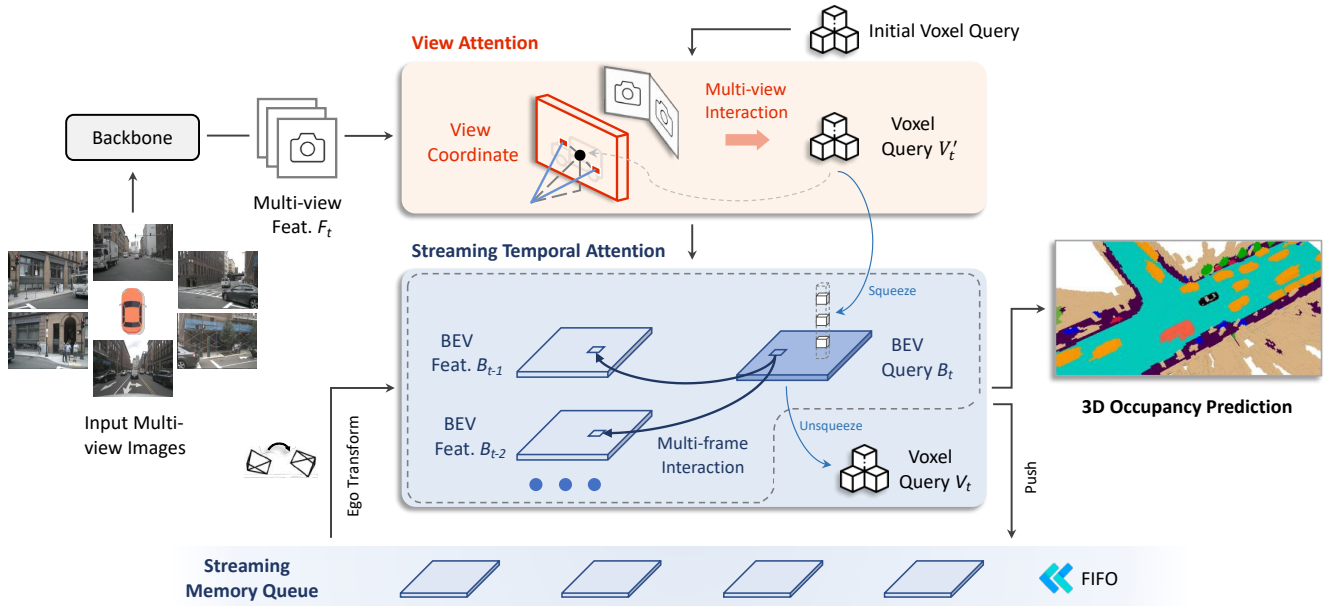 Initial Voxel Query
View Attention
Backbone
Multi-view
Feat. F_t
View
Coordinate
Multi-view
Interaction
Voxel
Query V'_t
Input Multi-
view Images
Streaming Temporal Attention
Squeeze
BEV
Feat. B_{t-1}
BEV
Query B_t
BEV
Feat. B_{t-2}
Multi-frame
Interaction
Unsqueeze
Voxel
Query V_t
3D Occupancy Prediction
Ego Transform
Push
Streaming
Memory Queue
FIFO